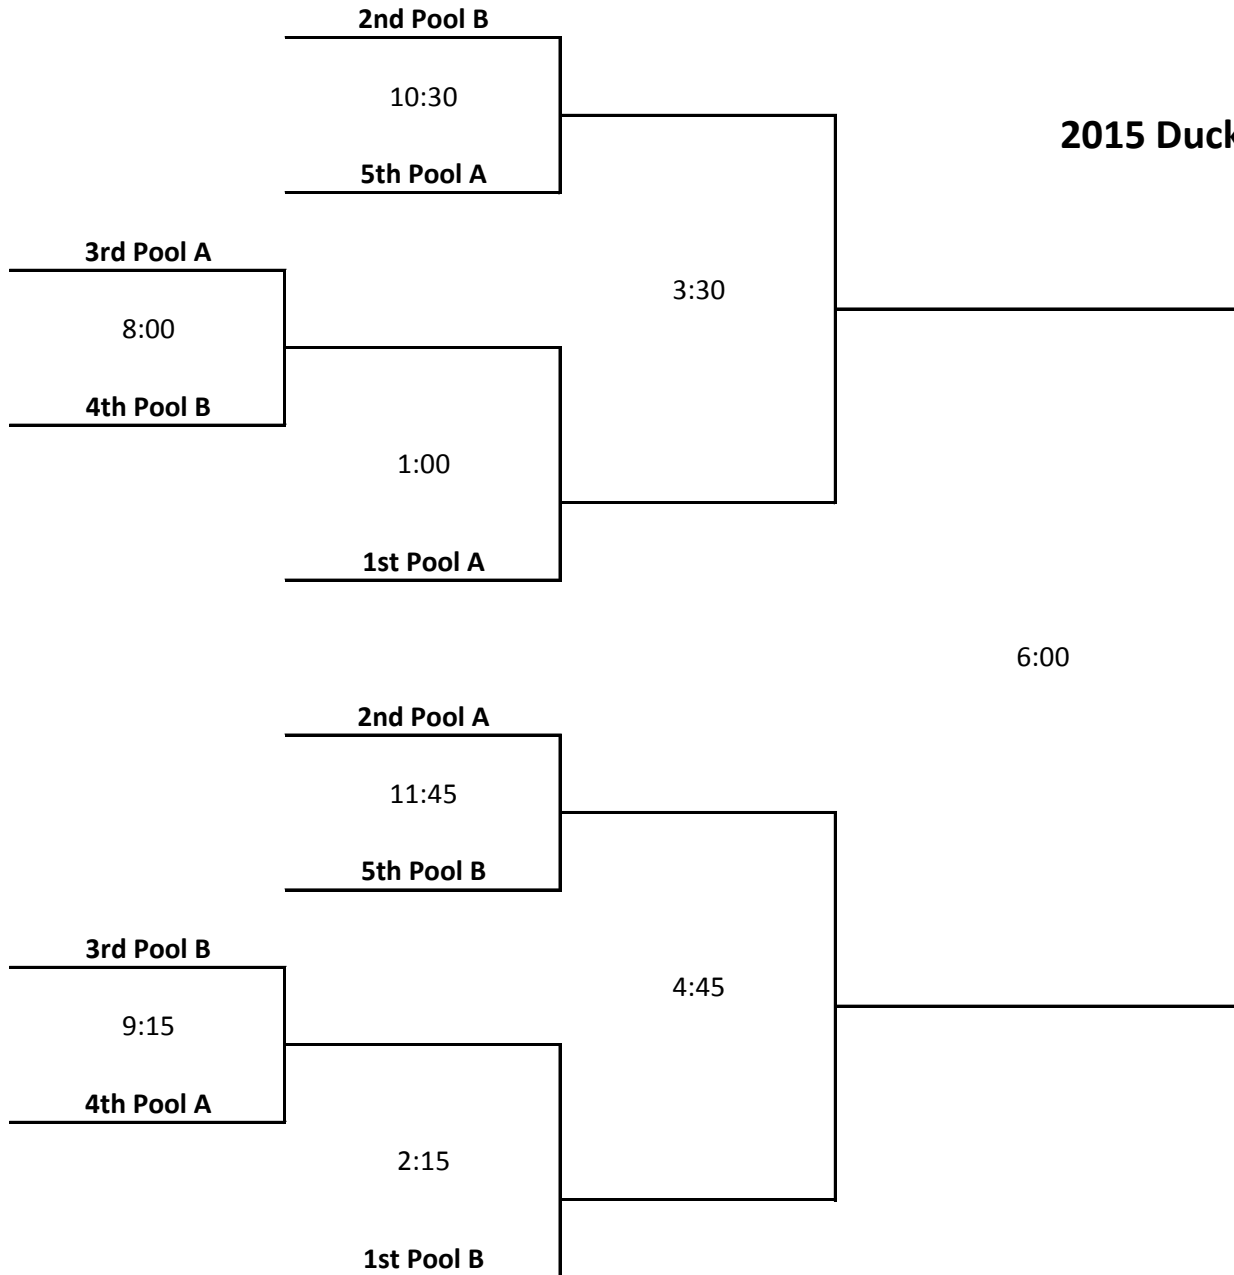 2nd Pool B
10:30
2015 Duck
5th Pool A
3rd Pool A
3:30
8:00
4th Pool B
1:00
1st Pool A
6:00
2nd Pool A
11:45
5th Pool B
3rd Pool B
4:45
9:15
4th Pool A
2:15
1st Pool B